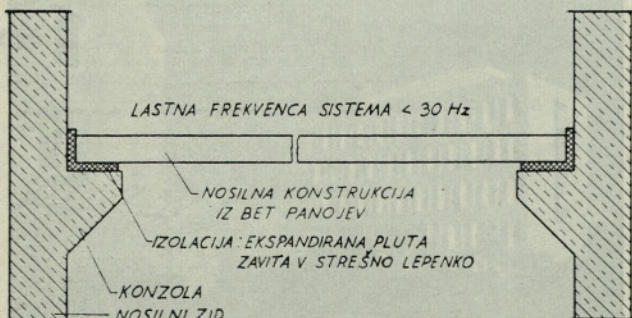 LASTNA FREKVENCA SISTEMA < 30 Hz
NOSILNA KONSTRUKCIJA
IZ BET PANOJEV
IZOLACIJA: EKSPANDIRANA PLUTA
ZAVITA V STREŠNO LEPENKO
KONZOLA
NOSILNI ZID